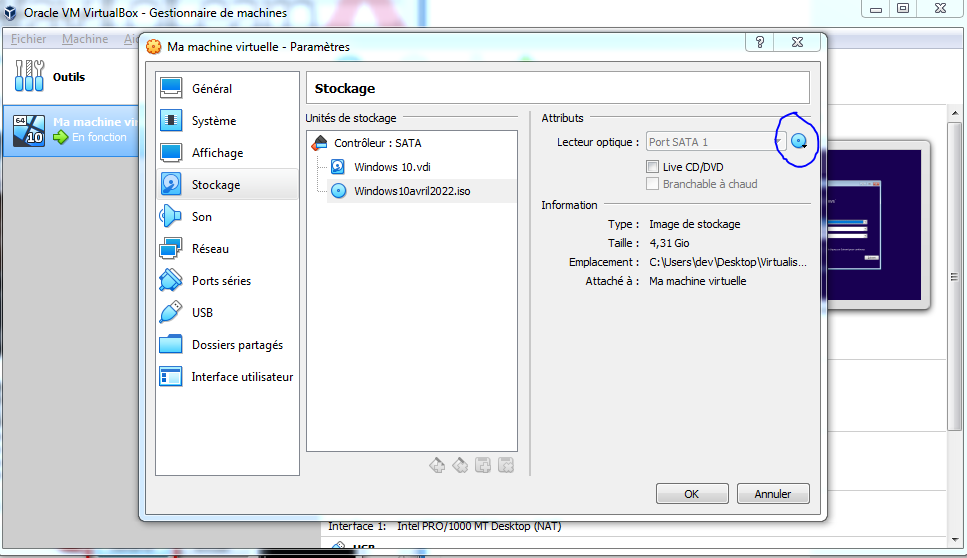 Oracle VM VirtualBox - Gestionnaire de machines
Fichier Machine
Outils
64
10
Ma machine
En fonction
Ma machine virtuelle - Paramètres
Général
Système
Affichage
Stockage
Son
Réseau
Ports séries
USB
Dossiers partagés
Interface utilisateur
Stockage
Unités de stockage
Contrôleur : SATA
Windows 10.vdi
Windows10avril2022.iso
Attributs
Lecteur optique : Port SATA 1
Live CD/DVD
Branchable à chaud
Information
Type : Image de stockage
Taille : 4,31 Gio
Emplacement : C:\Users\dev\Desktop\Virtualis...
Attaché à : Ma machine virtuelle
OK
Annuler
Interface 1: Intel PRO/1000 MT Desktop (NAT)
USB